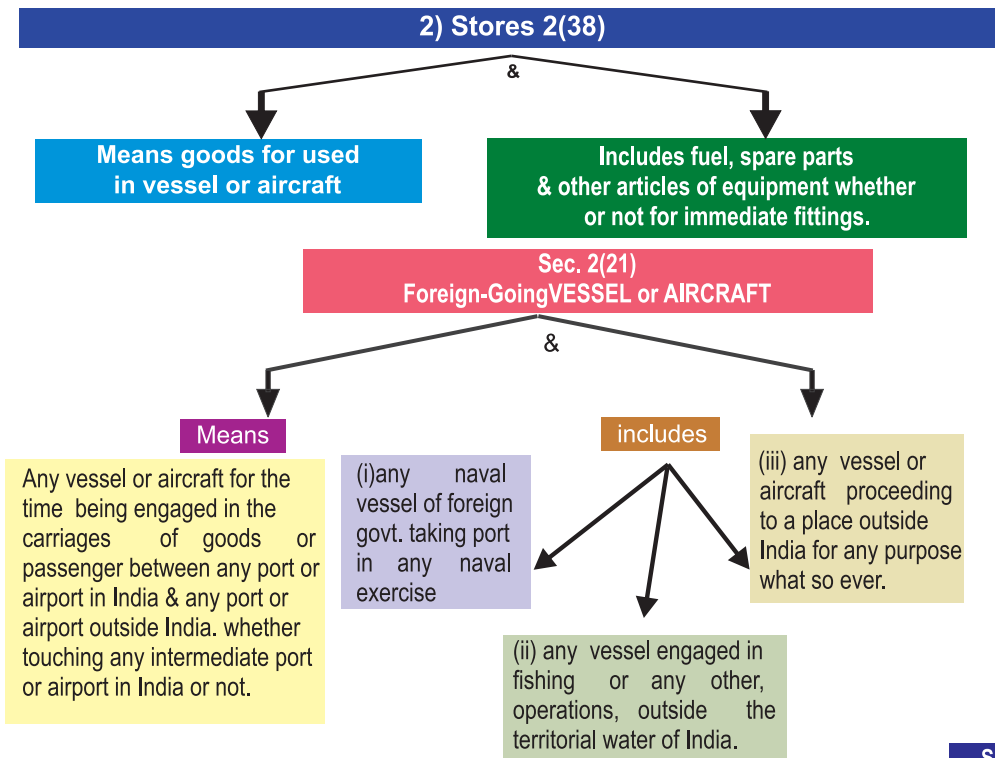 2) Stores 2(38)
&
Means goods for used
in vessel or aircraft
Includes fuel, spare parts
& other articles of equipment whether
or not for immediate fittings.
Sec. 2(21)
Foreign-GoingVESSEL or AIRCRAFT
&
Means
Any vessel or aircraft for the
time being engaged in the
carriages of goods or
passenger between any port or
airport in India & any port or
airport outside India. whether
touching any intermediate port
or airport in India or not.
includes
(i)any naval
vessel of foreign
govt. taking port
in any naval
exercise
(ii) any vessel engaged in
fishing or any other,
operations, outside the
territorial water of India.
(iii) any vessel or
aircraft proceeding
to a place outside
India for any purpose
what so ever.